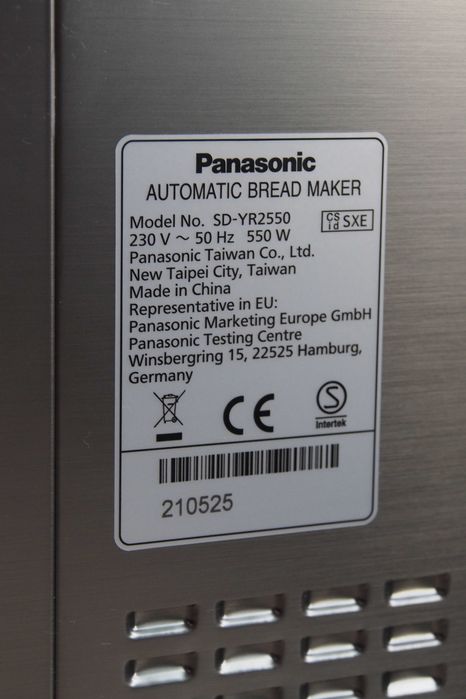 Panasonic
AUTOMATIC BREAD MAKER
Model No. SD-YR2550
CS id SXE
230 V ~ 50 Hz 550 W
Panasonic Taiwan Co., Ltd.
New Taipei City, Taiwan
Made in China
Representative in EU:
Panasonic Marketing Europe GmbH
Panasonic Testing Centre
Winsbergring 15, 22525 Hamburg,
Germany
CE
S
Intertek
210525